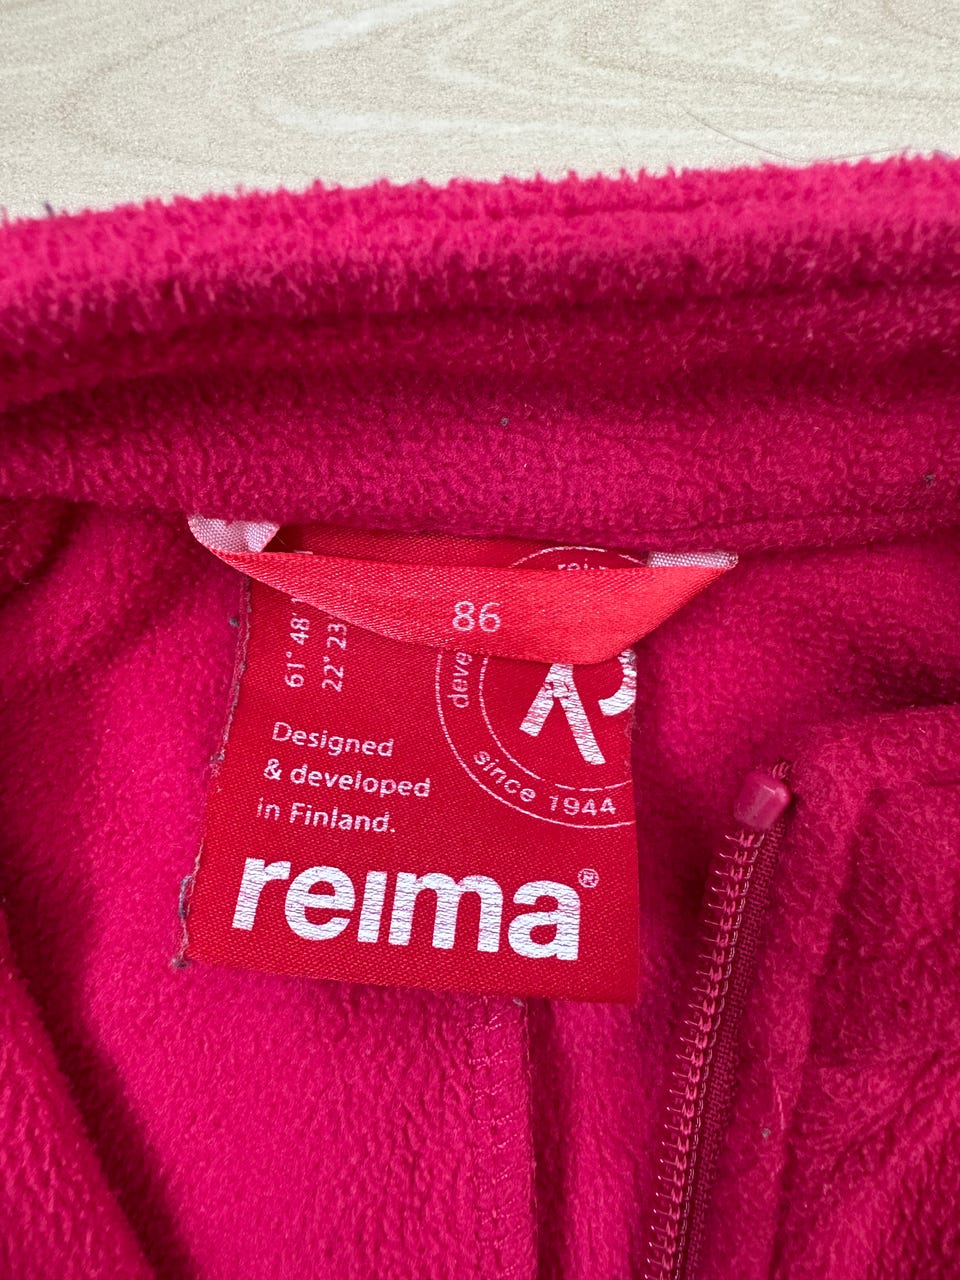 86
61° 48'
22° 23
Designed
& developed
in Finland.
since 1944
reima®